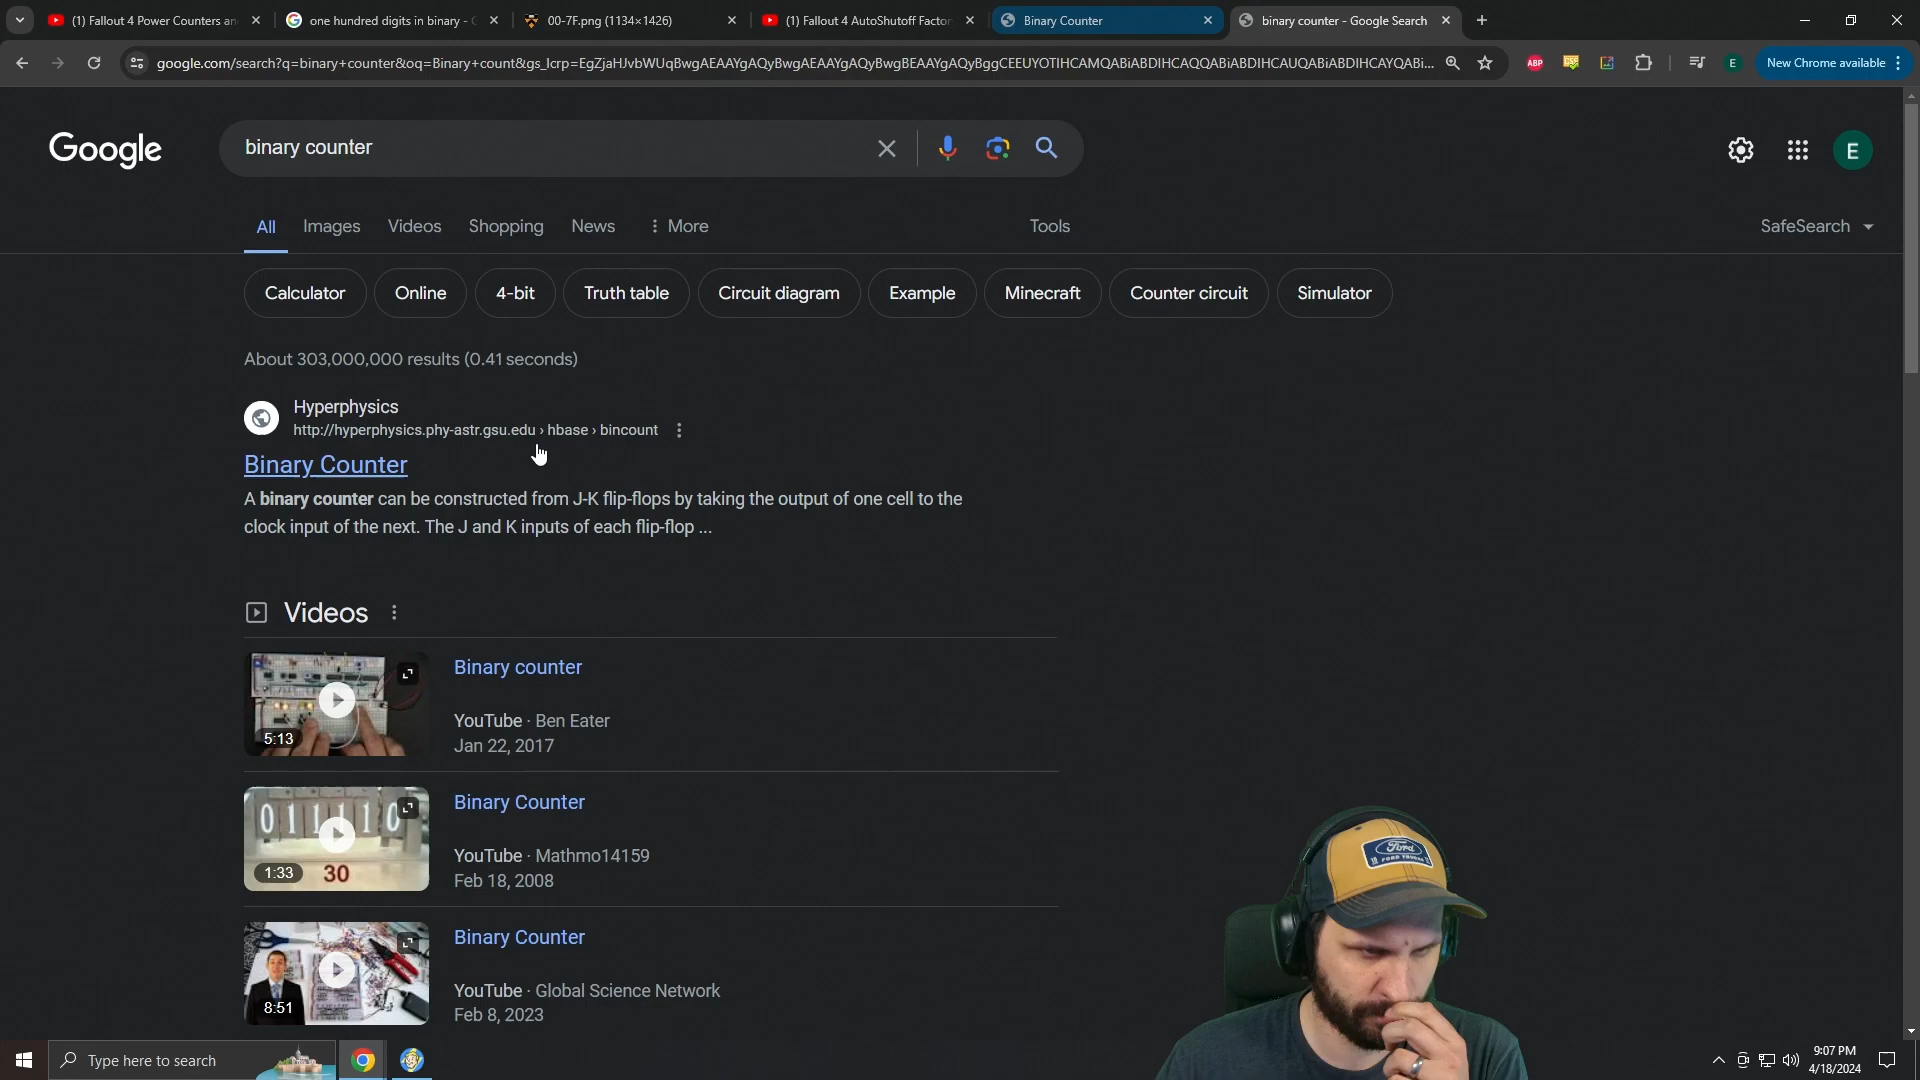 (1) Fallout 4 Power Counters an
one hundred digits in binary - G
00-7F.png (1134×1426)
(1) Fallout 4 AutoShutoff Factor
Binary Counter
binary counter - Google Search
google.com/search?q=binary+counter&oq=Binary+count&gs_lcrp=EgZjaHJvbWUqBwgAEAAYgAQyBwgAEAAYgAQyBwgBEAAYgAQyBggCEEUYOTIHCAMQABiABDIHCAQQABiABDIHCAUQABiABDIHCAYQABi...
ABP
E
New Chrome available
Google
binary counter
E
All
Images
Videos
Shopping
News
More
Tools
SafeSearch
Calculator
Online
4-bit
Truth table
Circuit diagram
Example
Minecraft
Counter circuit
Simulator
About 303,000,000 results (0.41 seconds)
Hyperphysics
http://hyperphysics.phy-astr.gsu.edu › hbase › bincount
Binary Counter
A binary counter can be constructed from J-K flip-flops by taking the output of one cell to the
clock input of the next. The J and K inputs of each flip-flop ...
Videos
Binary counter
YouTube · Ben Eater
Jan 22, 2017
5:13
Binary Counter
YouTube · Mathmo14159
Feb 18, 2008
011110
1:33
30
Binary Counter
YouTube · Global Science Network
Feb 8, 2023
8:51
Ford
FORD TRUCKS
Type here to search
9:07 PM
4/18/2024